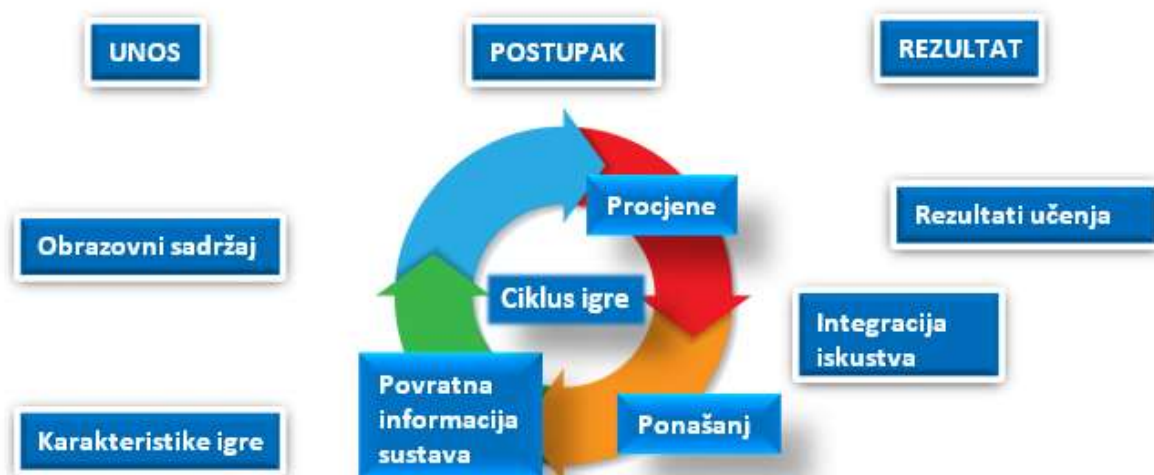 UNOS
POSTUPAK
REZULTAT
Procjene
Rezultati učenja
Obrazovni sadržaj
Ciklus igre
Integracija
iskustva
Povratna
informacija
sustava
Ponašanj
Karakteristike igre